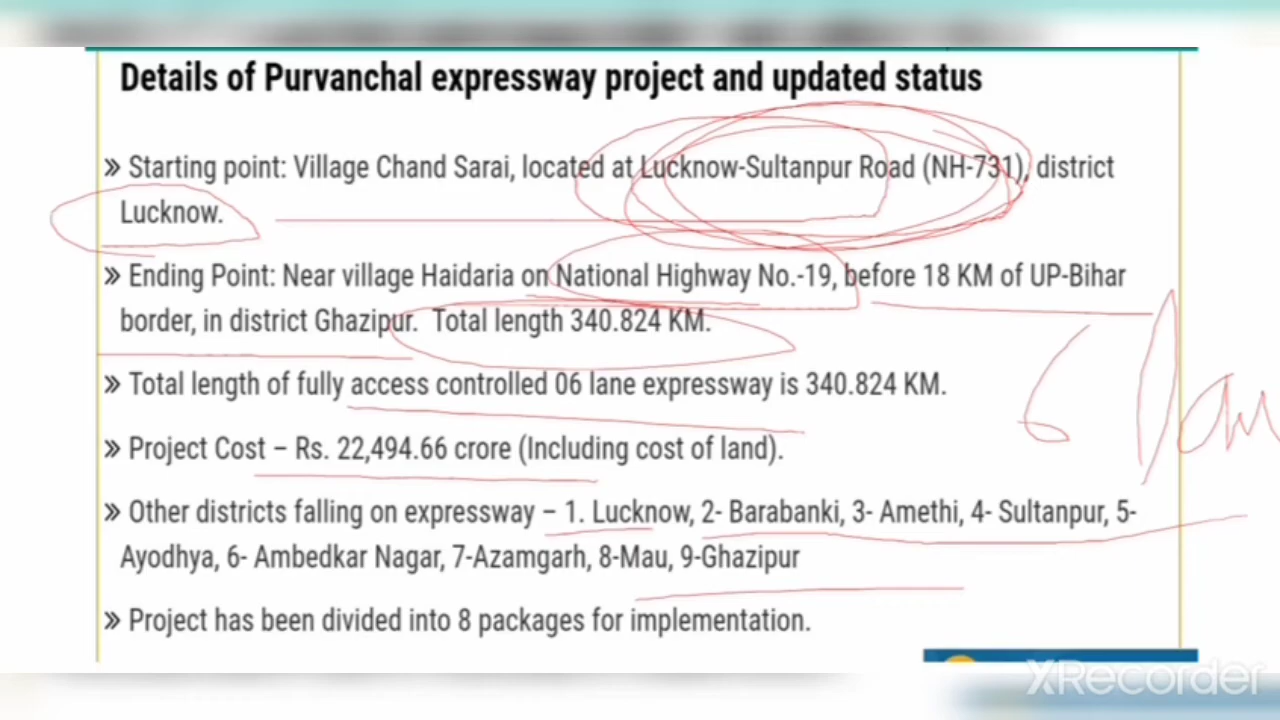 Details of Purvanchal expressway project and updated status
» Starting point: Village Chand Sarai, located at Lucknow-Sultanpur Road (NH-731), district
Lucknow.
» Ending Point: Near village Haidaria on National Highway No.-19, before 18 KM of UP-Bihar
border, in district Ghazipur. Total length 340.824 KM.
» Total length of fully access controlled 06 lane expressway is 340.824 KM.
6 lan
» Project Cost – Rs. 22,494.66 crore (Including cost of land).
» Other districts falling on expressway – 1. Lucknow, 2- Barabanki, 3- Amethi, 4- Sultanpur, 5-
Ayodhya, 6- Ambedkar Nagar, 7-Azamgarh, 8-Mau, 9-Ghazipur
» Project has been divided into 8 packages for implementation.
XRecorder